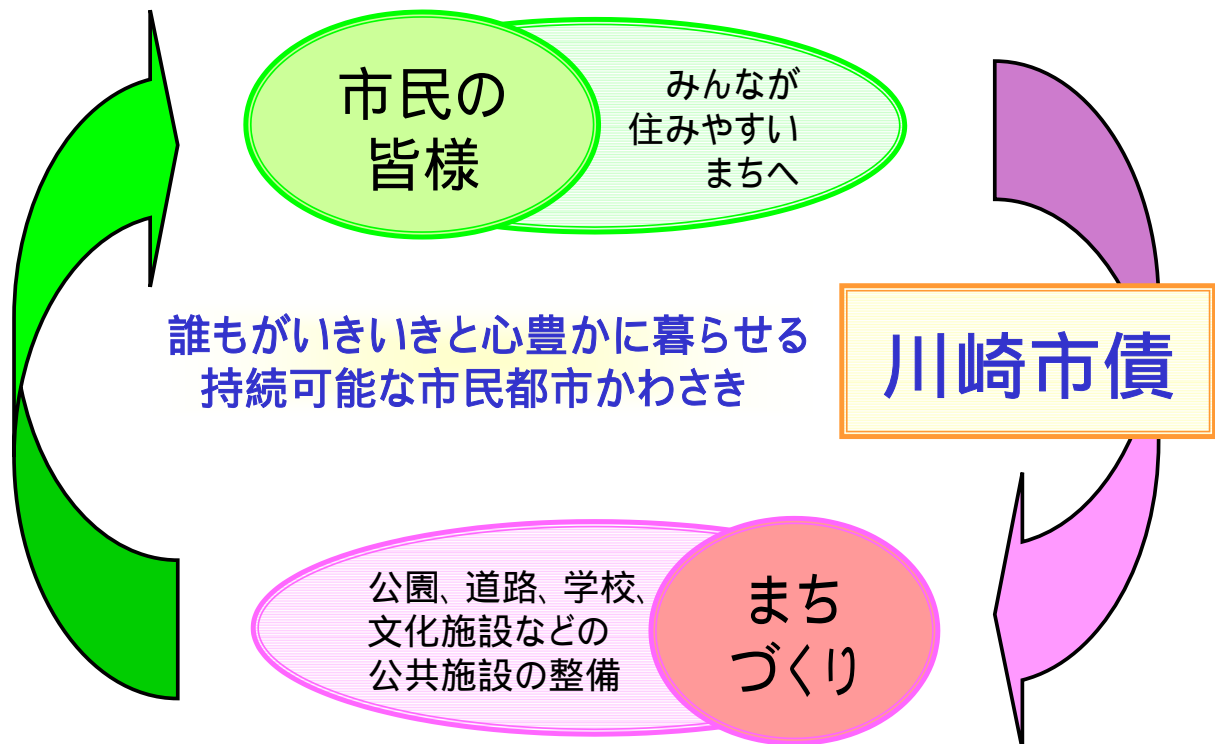 市民の
皆様
みんなが
住みやすい
まちへ
誰もがいきいきと心豊かに暮らせる
持続可能な市民都市かわさき
川崎市債
公園、道路、学校、
文化施設などの
公共施設の整備
まち
づくり